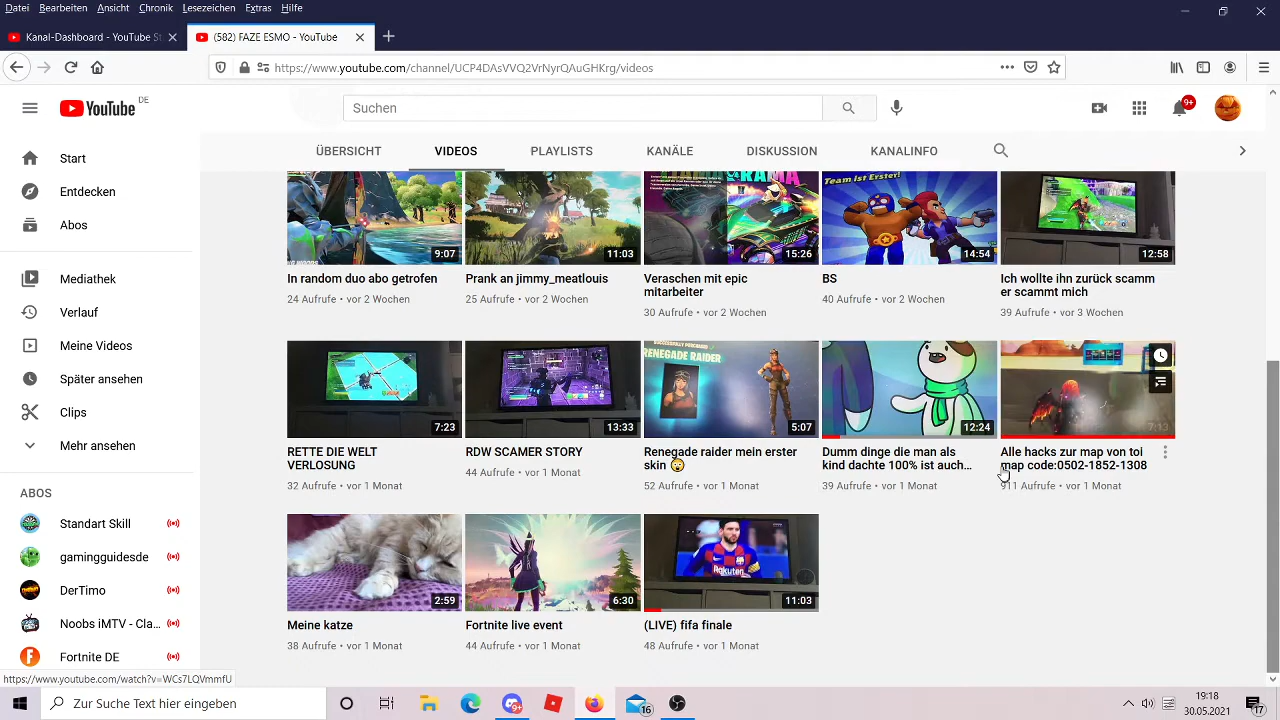 Datei Bearbeiten Ansicht Chronik Lesezeichen Extras Hilfe
Kanal-Dashboard - YouTube St
(582) FAZE ESMO - YouTube
https://www.youtube.com/channel/UCP4DAsVVQ2VrNyrQAuGHKrg/videos
YouTube DE
Suchen
9+
ÜBERSICHT VIDEOS PLAYLISTS KANÄLE DISKUSSION KANALINFO
Start
Entdecken
Abos
Mediathek
Verlauf
Meine Videos
Später ansehen
Clips
Mehr ansehen
ABOS
Standart Skill
gamingguidesde
DerTimo
Noobs iMTV - Cla...
Fortnite DE
9:07
In random duo abo getrofen
24 Aufrufe • vor 2 Wochen
11:03
Prank an jimmy_meatlouis
25 Aufrufe • vor 2 Wochen
15:26
Veraschen mit epic
mitarbeiter
30 Aufrufe • vor 2 Wochen
Team ist Erster!
14:54
BS
40 Aufrufe • vor 2 Wochen
12:58
Ich wollte ihn zurück scamm
er scammt mich
39 Aufrufe • vor 3 Wochen
7:23
RETTE DIE WELT
VERLOSUNG
32 Aufrufe • vor 1 Monat
13:33
RDW SCAMER STORY
44 Aufrufe • vor 1 Monat
SUCCESSFULLY PURCHASED
RENEGADE RAIDER
5:07
Renegade raider mein erster
skin 😳
52 Aufrufe • vor 1 Monat
12:24
Dumm dinge die man als
kind dachte 100% ist auch...
39 Aufrufe • vor 1 Monat
7:13
Alle hacks zur map von toi
map code:0502-1852-1308
911 Aufrufe • vor 1 Monat
2:59
Meine katze
38 Aufrufe • vor 1 Monat
6:30
Fortnite live event
44 Aufrufe • vor 1 Monat
Rakuten
11:03
(LIVE) fifa finale
48 Aufrufe • vor 1 Monat
https://www.youtube.com/watch?v=WCs7LQVmmfU
Zur Suche Text hier eingeben
9+
16
19:18
30.05.2021
17